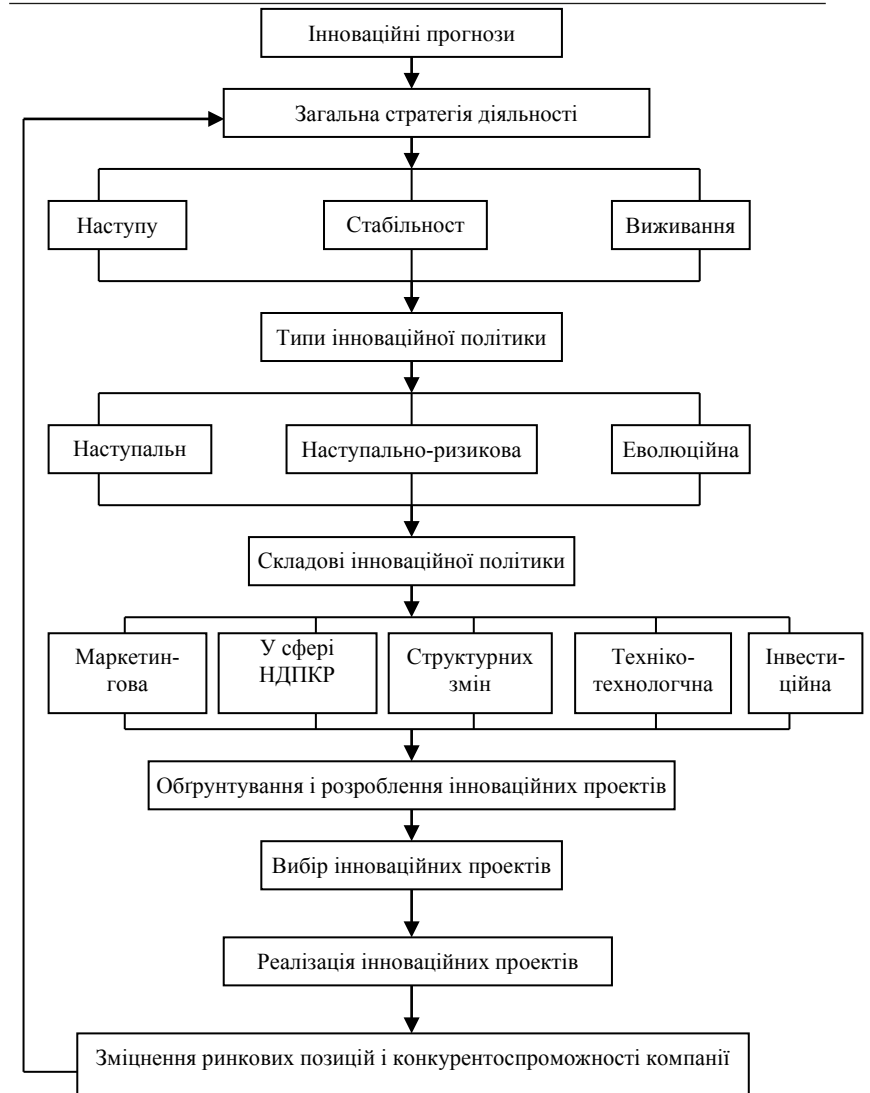 Інноваційні прогнози
Загальна стратегія діяльності
Наступу
Стабільност
Виживання
Типи інноваційної політики
Наступальн
Наступально-ризикова
Еволюційна
Складові інноваційної політики
Маркетин-
гова
У сфері
НДПКР
Структурних
змін
Техніко-
технологчна
Інвести-
ційна
Обґрунтування і розроблення інноваційних проектів
Вибір інноваційних проектів
Реалізація інноваційних проектів
Зміцнення ринкових позицій і конкурентоспроможності компанії